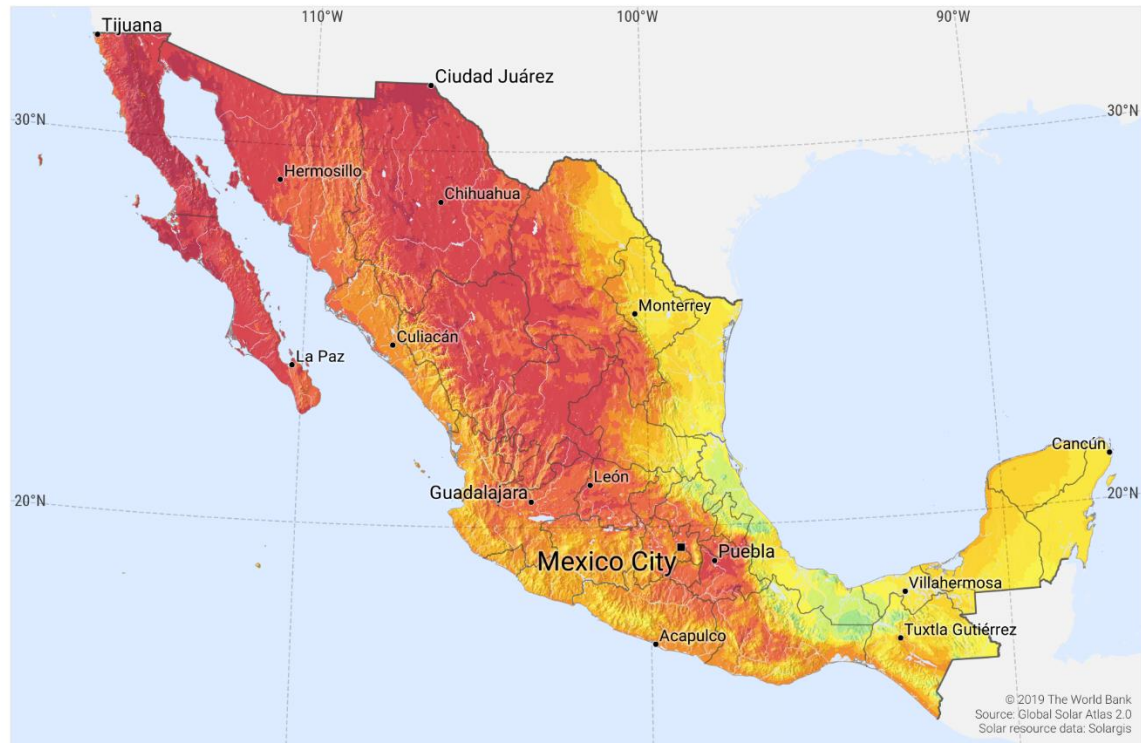 110°W
100°W
90°W
Tijuana
Ciudad Juárez
30°N
30°N
Hermosillo
Chihuahua
Monterrey
Culiacán
La Paz
Cancún
León
Guadalajara
20°N
20°N
Mexico City
Puebla
Villahermosa
Tuxtla Gutiérrez
Acapulco
© 2019 The World Bank
Source: Global Solar Atlas 2.0
Solar resource data: Solargis